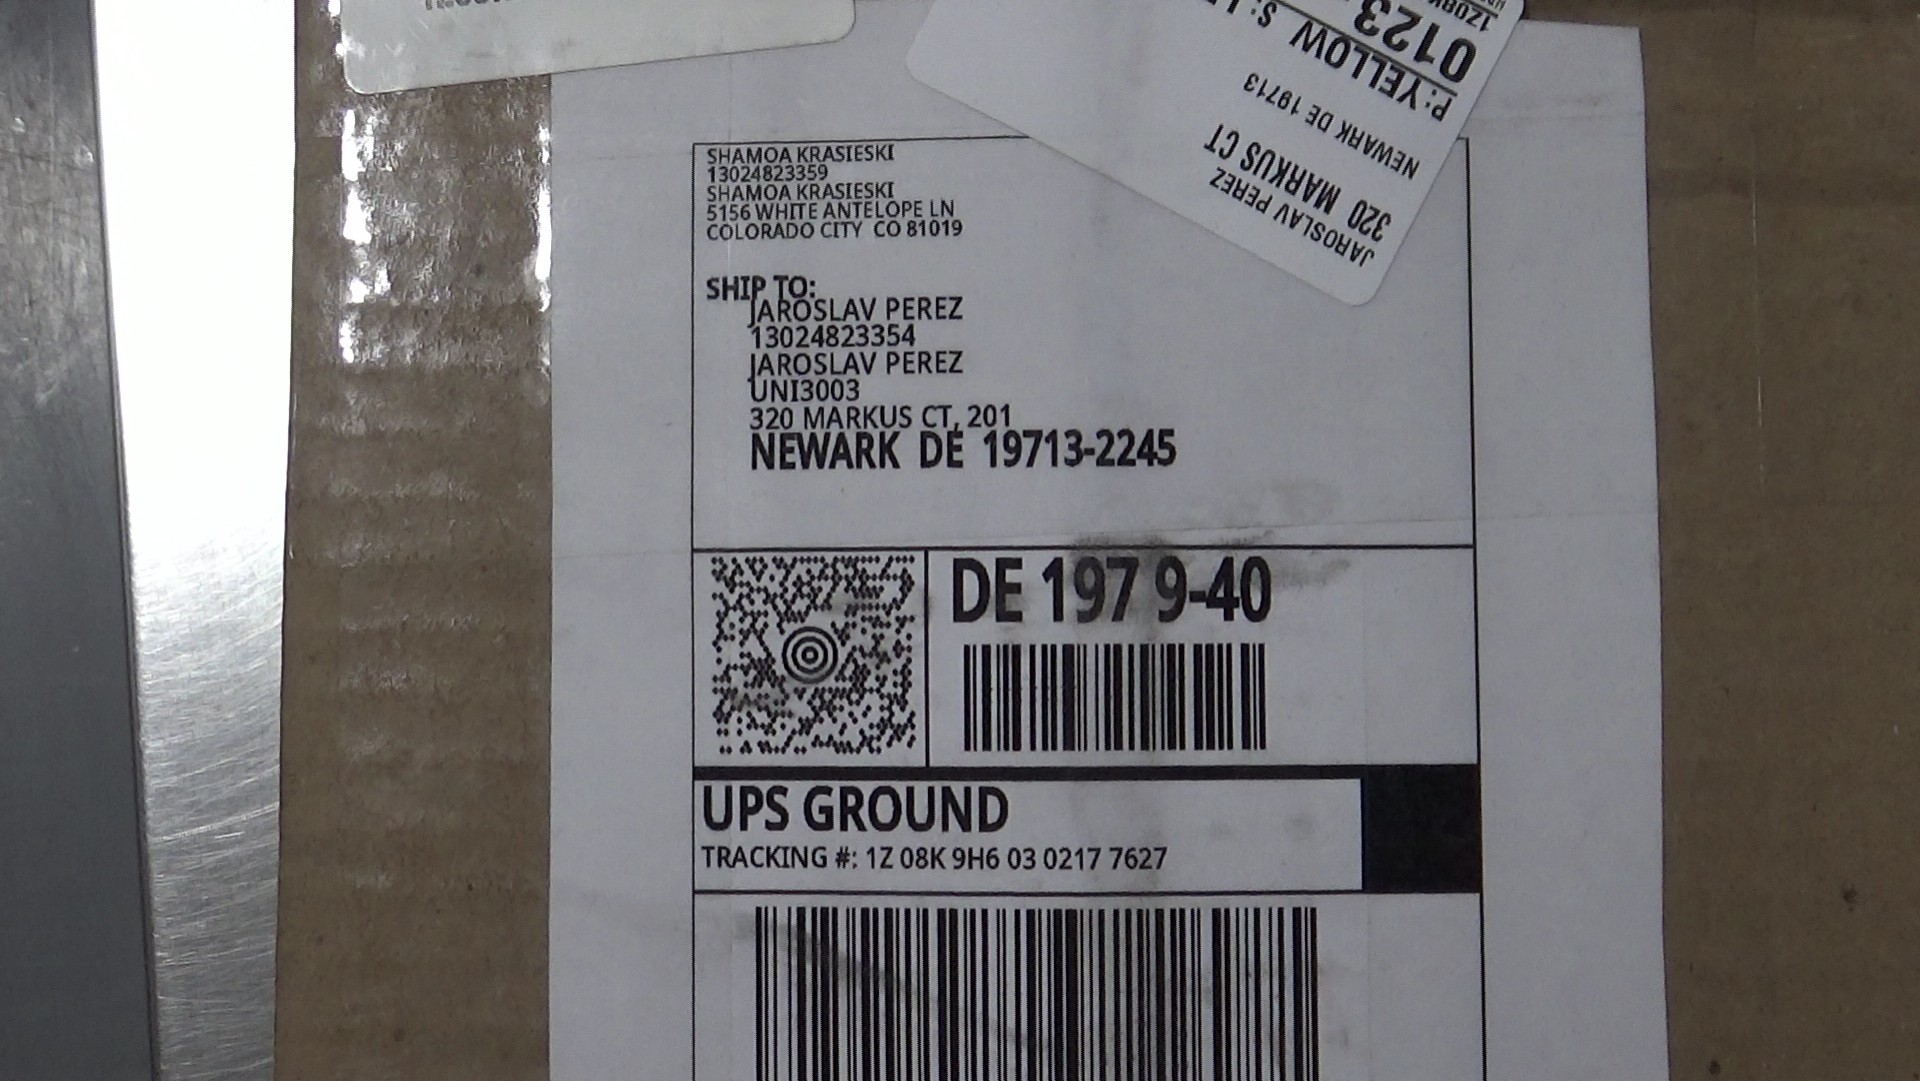 SHAMOA KRASIESKI
13024823359
SHAMOA KRASIESKI
5156 WHITE ANTELOPE LN
COLORADO CITY CO 81019
SHIP TO:
JAROSLAV PEREZ
13024823354
JAROSLAV PEREZ
UNI3003
320 MARKUS CT, 201
NEWARK DE 19713-2245
DE 197 9-40
UPS GROUND
TRACKING #: 1Z 08K 9H6 03 0217 7627
JAROSLAV PEREZ
320 MARKUS CT
NEWARK DE 19713
P: YELLOW S:
0123
1Z08K